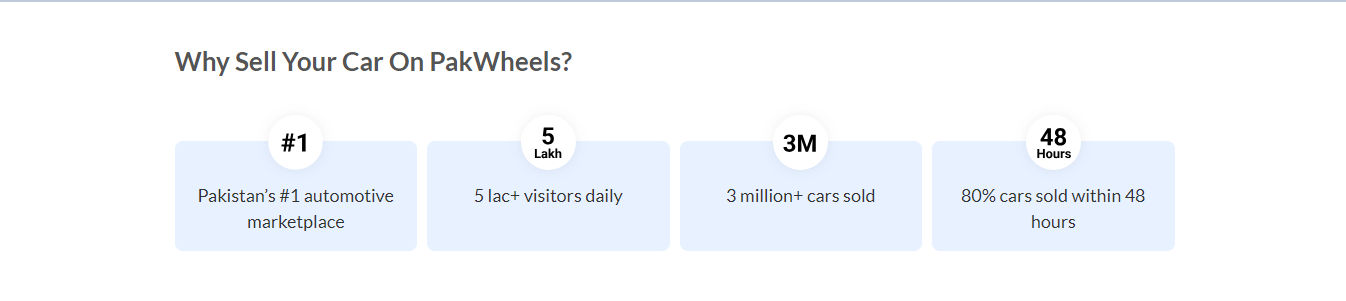 Why Sell Your Car On PakWheels?
#1
Pakistan’s #1 automotive
marketplace
5
Lakh
5 lac+ visitors daily
3M
3 million+ cars sold
48
Hours
80% cars sold within 48
hours